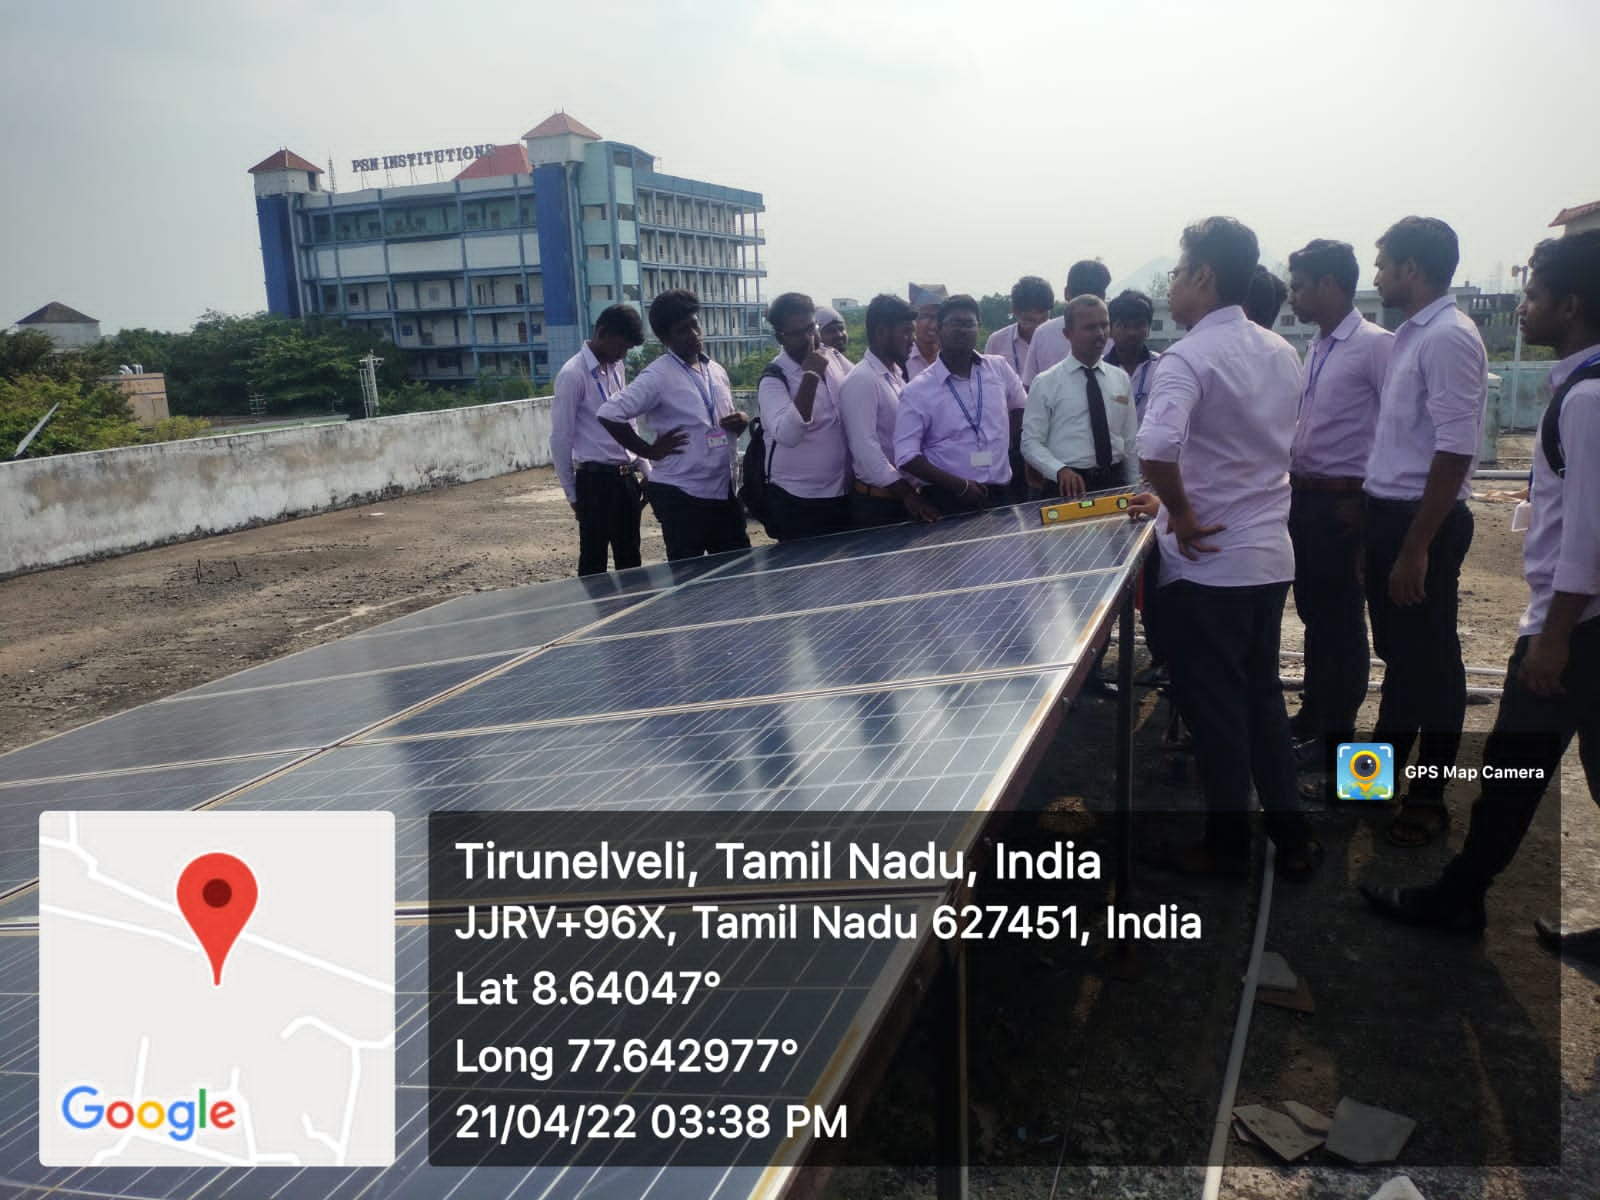 PSN INSTITUTIONS
GPS Map Camera
Tirunelveli, Tamil Nadu, India
JJRV+96X, Tamil Nadu 627451, India
Lat 8.64047°
Long 77.642977°
21/04/22 03:38 PM
Google